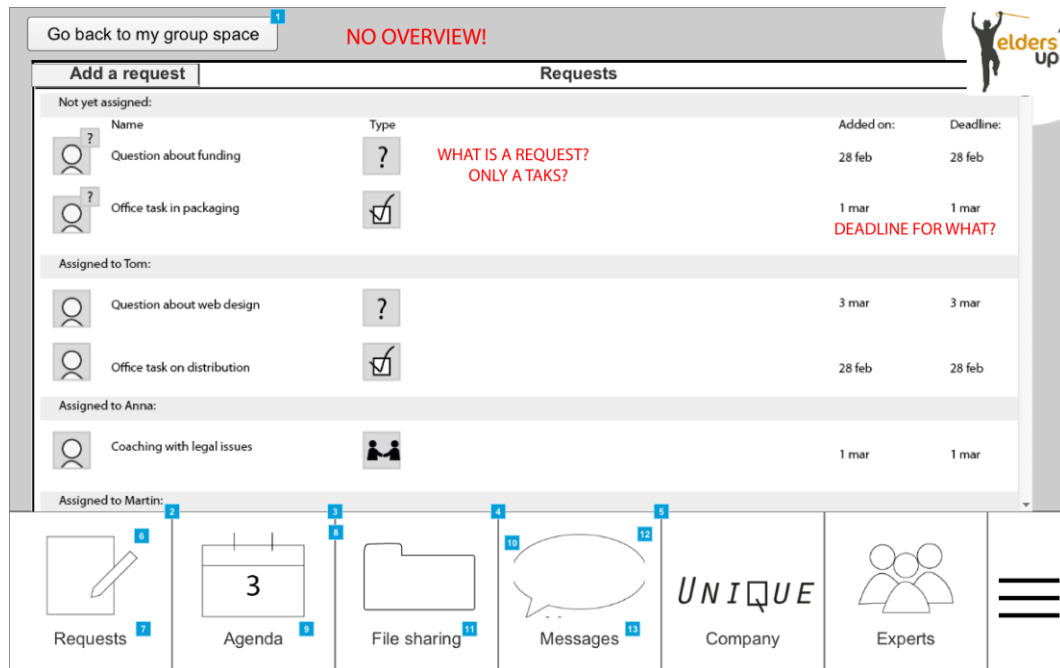 1
Go back to my group space
NO OVERVIEW!
elders
up
Add a request
Requests
Not yet assigned:
Name Type Added on: Deadline:
? Question about funding ? 28 feb 28 feb
WHAT IS A REQUEST?
ONLY A TAKS?
? Office task in packaging 1 mar 1 mar
DEADLINE FOR WHAT?
Assigned to Tom:
Question about web design ? 3 mar 3 mar
Office task on distribution 28 feb 28 feb
Assigned to Anna:
Coaching with legal issues 1 mar 1 mar
Assigned to Martin:
2 3 4 5
6 8 10 12
3
UNIQUE
Requests 7 Agenda 9 File sharing 11 Messages 13 Company Experts